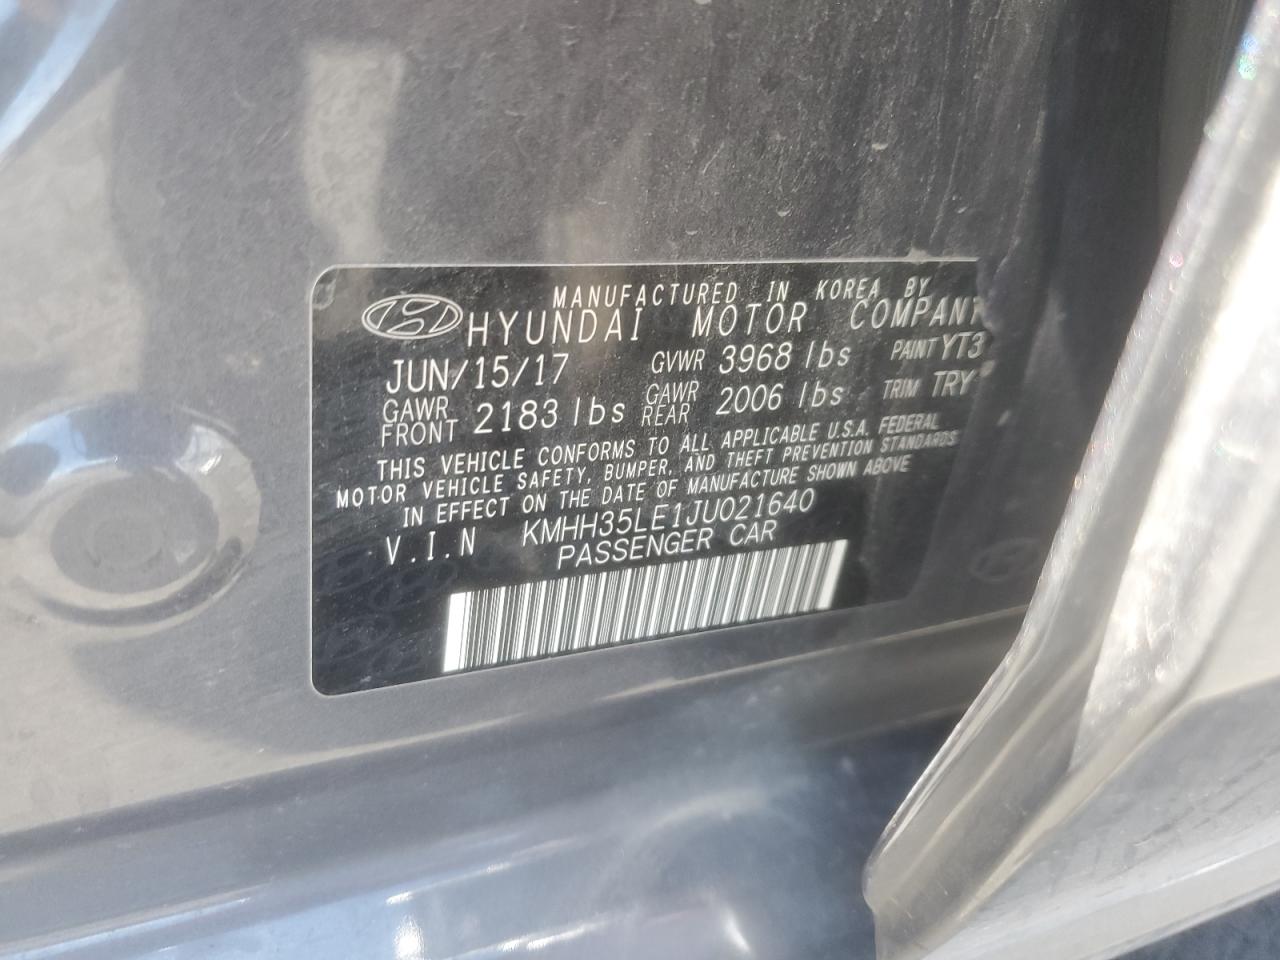 MANUFACTURED IN KOREA BY
HYUNDAI MOTOR COMPANY
JUN/15/17 GVWR 3968 lbs PAINT YT3
GAWR FRONT 2183 lbs GAWR REAR 2006 lbs TRIM TRY
THIS VEHICLE CONFORMS TO ALL APPLICABLE U.S.A. FEDERAL
MOTOR VEHICLE SAFETY, BUMPER, AND THEFT PREVENTION STANDARDS
IN EFFECT ON THE DATE OF MANUFACTURE SHOWN ABOVE
V.I.N KMHH35LE1JU021640
PASSENGER CAR